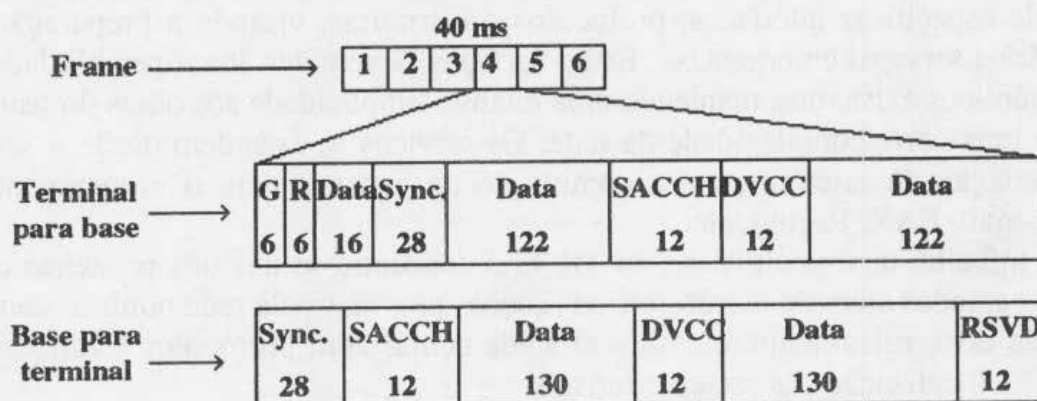 40 ms
Frame
1 2 3 4 5 6
Terminal para base
G R Data Sync. Data SACCH DVCC Data
6 6 16 28 122 12 12 122
Base para terminal
Sync. SACCH Data DVCC Data RSVD
28 12 130 12 130 12